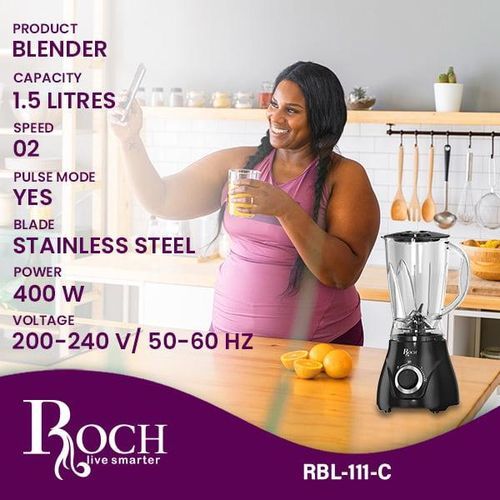 PRODUCT
BLENDER
CAPACITY
1.5 LITRES
SPEED
02
PULSE MODE
YES
BLADE
STAINLESS STEEL
POWER
400 W
VOLTAGE
200-240 V/ 50-60 HZ
ROCH
ROCH
live smarter
RBL-111-C